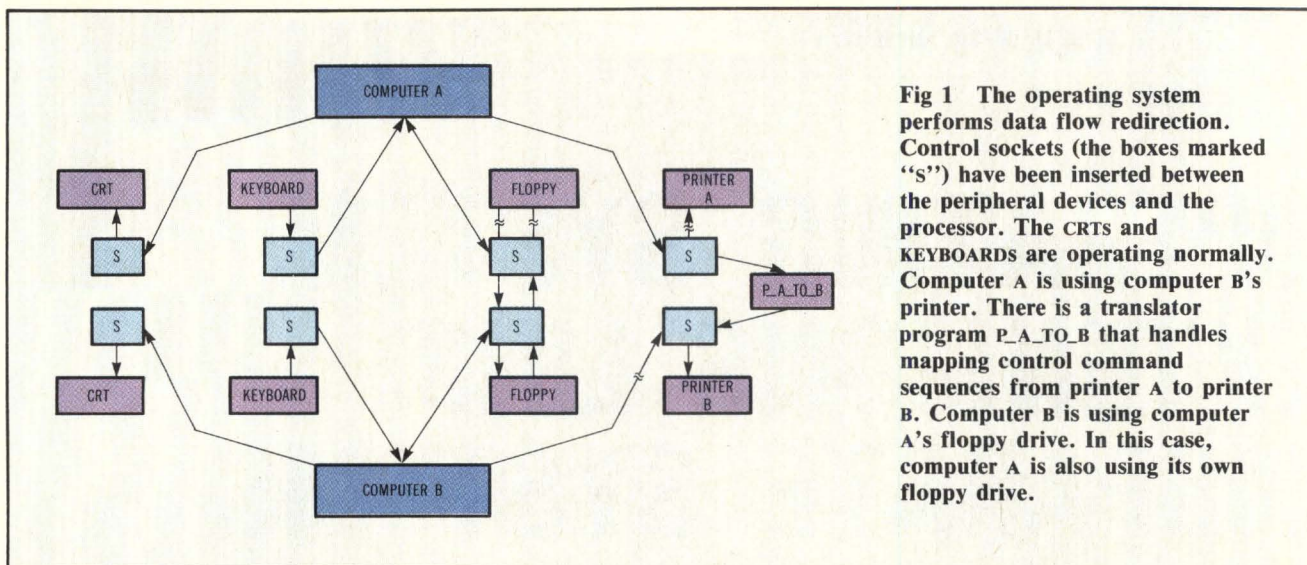 COMPUTER A
CRT
KEYBOARD
FLOPPY
PRINTER
A
S
S
S
S
P_A_TO_B
S
S
S
S
CRT
KEYBOARD
FLOPPY
PRINTER
B
COMPUTER B
Fig 1 The operating system
performs data flow redirection.
Control sockets (the boxes marked
“S”) have been inserted between
the peripheral devices and the
processor. The CRTs and
KEYBOARDs are operating normally.
Computer A is using computer B's
printer. There is a translator
program P_A_TO_B that handles
mapping control command
sequences from printer A to printer
B. Computer B is using computer
A's floppy drive. In this case,
computer A is also using its own
floppy drive.